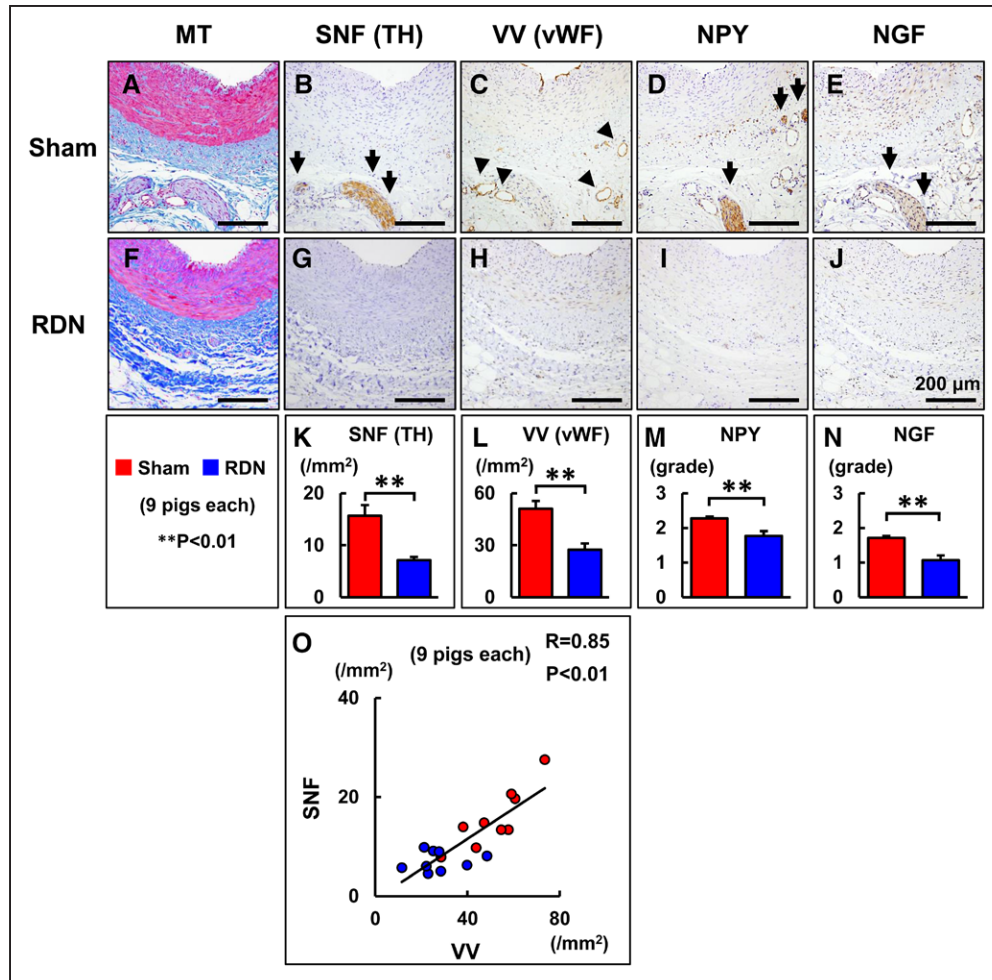 MT SNF (TH) VV (vWF) NPY NGF
Sham
A B C D E
RDN
F G H I J
200 µm
Sham RDN
(9 pigs each)
**P<0.01
K SNF (TH)
(/mm²)
**
20
10
0
L VV (vWF)
(/mm²)
**
60
30
0
M NPY
(grade)
**
3
2
1
0
N NGF
(grade)
**
3
2
1
0
O (9 pigs each) R=0.85
P<0.01
(/mm²)
40
20
0
SNF
0 40 80
VV (/mm²)